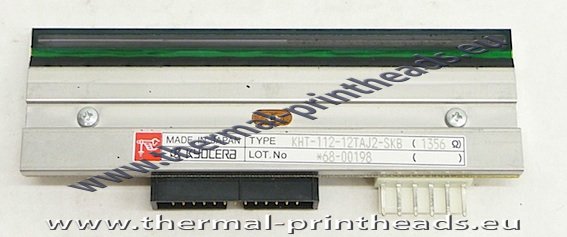 www.thermal-printheads.eu
MADE IN JAPAN TYPE KHT-112-12TAJ2-SKB ( 1356 Ω)
KYOCERA LOT.No *68-00198 ( )
www.thermal-printheads.eu